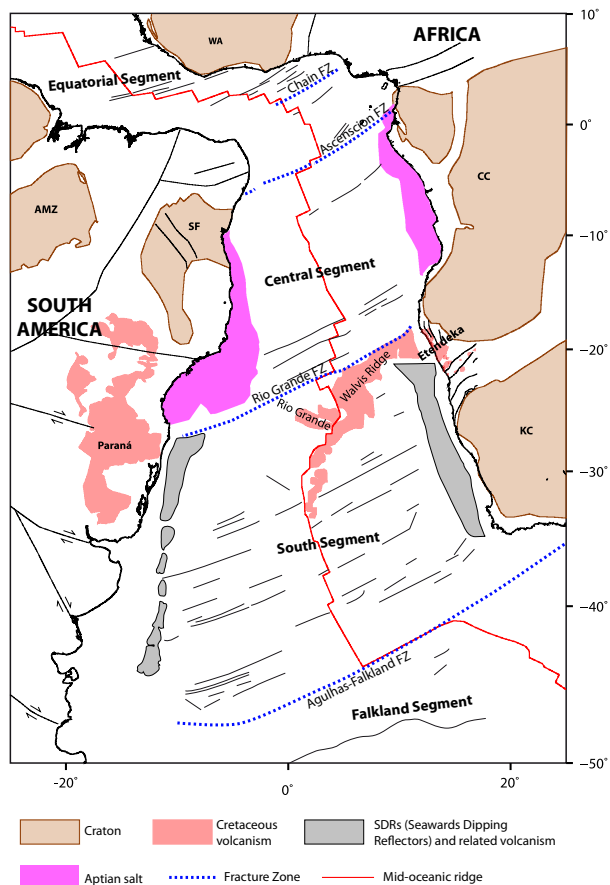 10°
AFRICA
WA
Equatorial Segment
Chain FZ
0°
Ascenscion FZ
CC
AMZ
SF
−10°
Central Segment
SOUTH
AMERICA
Etendeka
−20°
Walvis Ridge
Rio Grande FZ
Rio Grande
Paraná
KC
−30°
South Segment
−40°
Agulhas-Falkland FZ
Falkland Segment
−50°
-20°
0°
20°
Craton
Cretaceous
volcanism
SDRs (Seawards Dipping
Reflectors) and related volcanism
Aptian salt
Fracture Zone
Mid-oceanic ridge